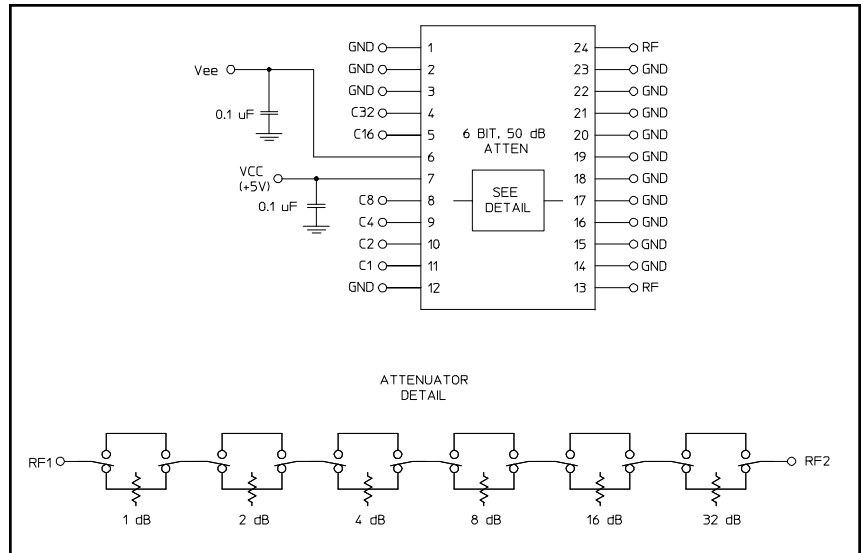 GND 1 24 RF
Vee GND 2 23 GND
GND 3 22 GND
0.1 uF C32 4 21 GND
C16 5 6 BIT, 50 dB 20 GND
ATTEN
6 19 GND
VCC 7 18 GND
(+5V)
SEE
DETAIL
0.1 uF C8 8 17 GND
C4 9 16 GND
C2 10 15 GND
C1 11 14 GND
GND 12 13 RF
ATTENUATOR
DETAIL
RF1 RF2
1 dB 2 dB 4 dB 8 dB 16 dB 32 dB